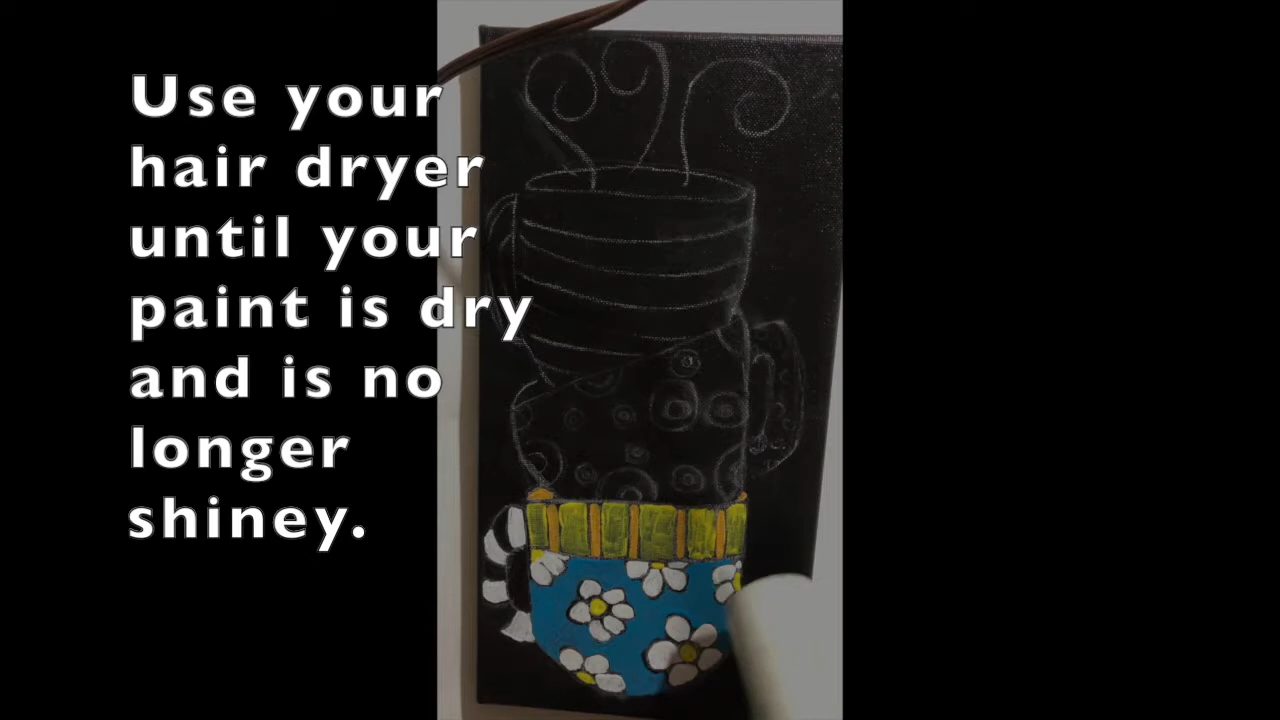 Use your
hair dryer
until your
paint is dry
and is no
longer
shiney.